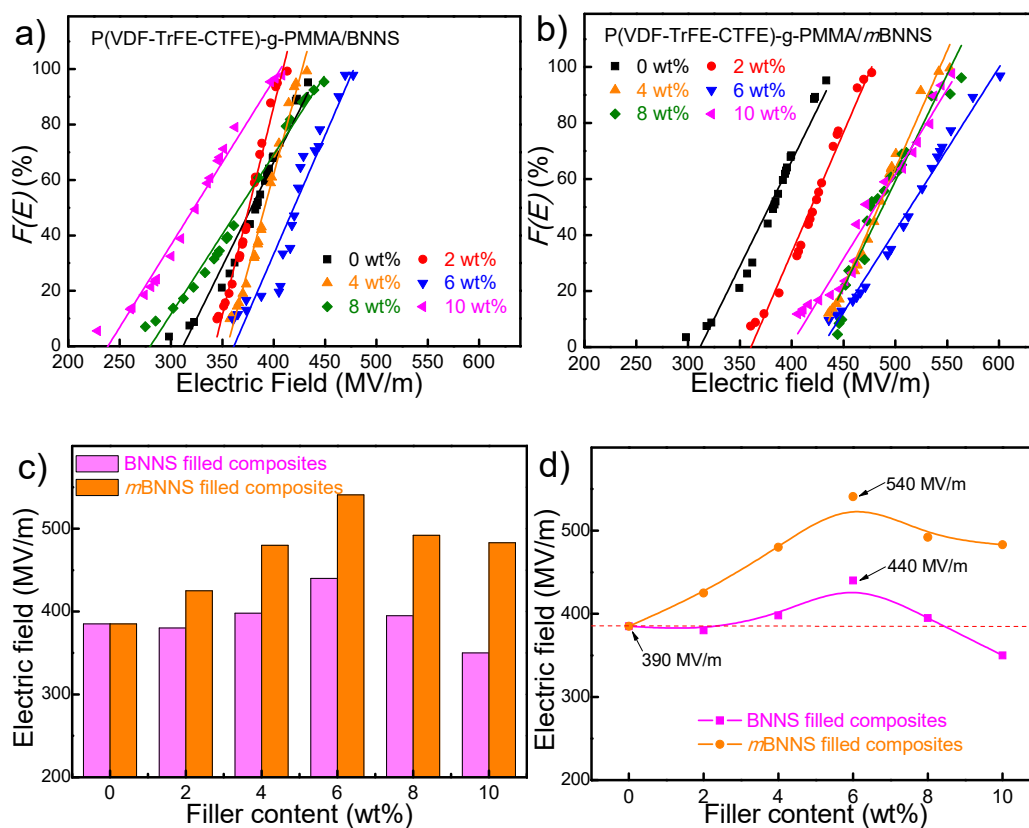 a)
P(VDF-TrFE-CTFE)-g-PMMA/BNNS
F(E) (%)
100
80
60
40
20
0
0 wt% 2 wt%
4 wt% 6 wt%
8 wt% 10 wt%
200 250 300 350 400 450 500 550 600
Electric Field (MV/m)
b)
P(VDF-TrFE-CTFE)-g-PMMA/mBNNS
0 wt% 2 wt%
4 wt% 6 wt%
8 wt% 10 wt%
F(E) (%)
100
80
60
40
20
0
200 250 300 350 400 450 500 550 600
Electric field (MV/m)
c)
BNNS filled composites
mBNNS filled composites
Electric field (MV/m)
500
400
300
200
0 2 4 6 8 10
Filler content (wt%)
d)
540 MV/m
440 MV/m
390 MV/m
BNNS filled composites
mBNNS filled composites
Electric field (MV/m)
500
400
300
200
0 2 4 6 8 10
Filler content (wt%)